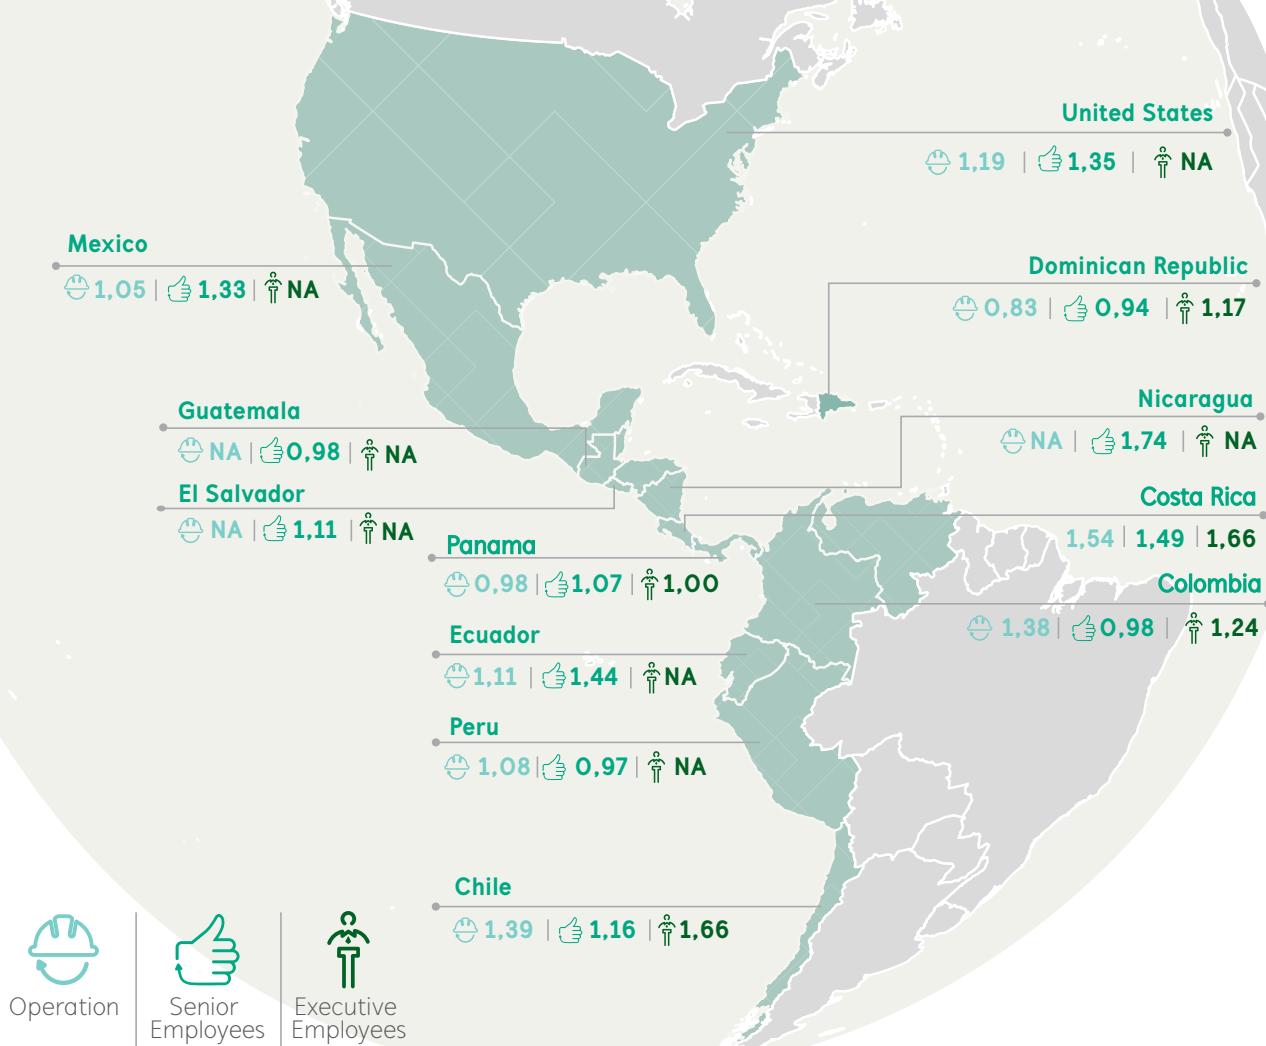 United States
1,19 | 1,35 | NA
Mexico
1,05 | 1,33 | NA
Dominican Republic
0,83 | 0,94 | 1,17
Guatemala
NA | 0,98 | NA
Nicaragua
NA | 1,74 | NA
El Salvador
NA | 1,11 | NA
Costa Rica
1,54 | 1,49 | 1,66
Panama
0,98 | 1,07 | 1,00
Colombia
1,38 | 0,98 | 1,24
Ecuador
1,11 | 1,44 | NA
Peru
1,08 | 0,97 | NA
Chile
1,39 | 1,16 | 1,66
Operation
Senior
Employees
Executive
Employees